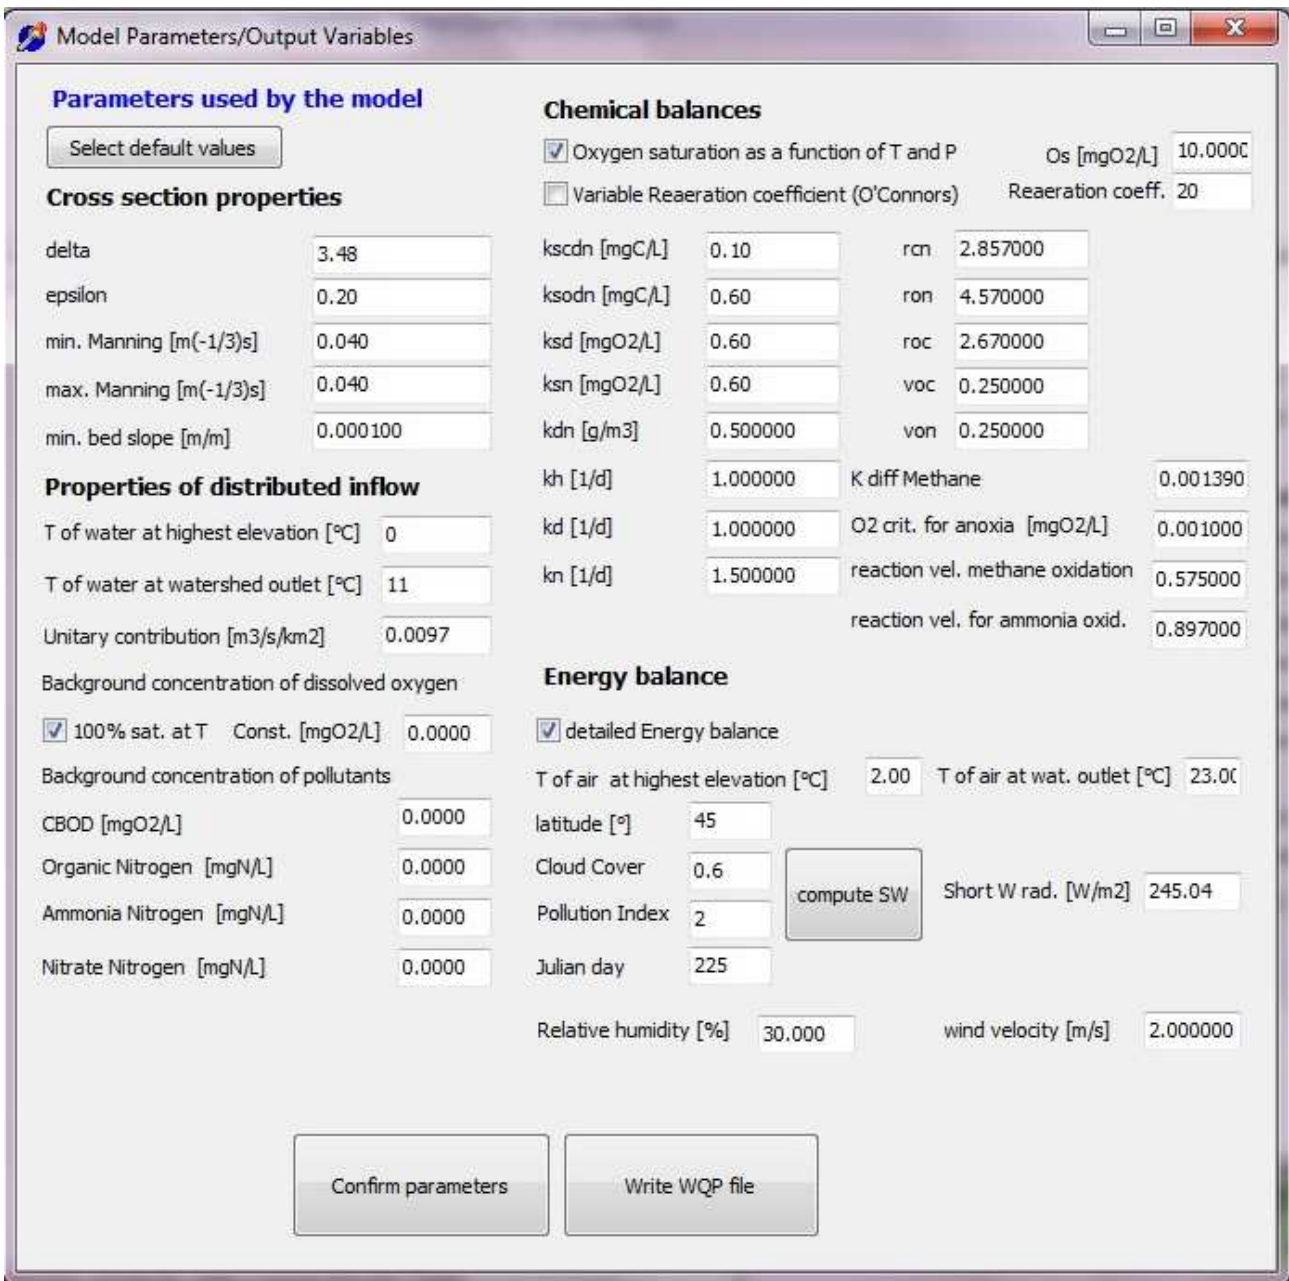 Model Parameters/Output Variables
Parameters used by the model
Select default values
Cross section properties
delta 3.48
epsilon 0.20
min. Manning [m(-1/3)s] 0.040
max. Manning [m(-1/3)s] 0.040
min. bed slope [m/m] 0.000100
Properties of distributed inflow
T of water at highest elevation [°C] 0
T of water at watershed outlet [°C] 11
Unitary contribution [m3/s/km2] 0.0097
Background concentration of dissolved oxygen
100% sat. at T Const. [mgO2/L] 0.0000
Background concentration of pollutants
CBOD [mgO2/L] 0.0000
Organic Nitrogen [mgN/L] 0.0000
Ammonia Nitrogen [mgN/L] 0.0000
Nitrate Nitrogen [mgN/L] 0.0000
Chemical balances
Oxygen saturation as a function of T and P Os [mgO2/L] 10.000
Variable Reaeration coefficient (O'Connors) Reaeration coeff. 20
kscdn [mgC/L] 0.10 rcn 2.857000
ksodn [mgC/L] 0.60 ron 4.570000
ksd [mgO2/L] 0.60 roc 2.670000
ksn [mgO2/L] 0.60 voc 0.250000
kdn [g/m3] 0.500000 von 0.250000
kh [1/d] 1.000000 K diff Methane 0.001390
kd [1/d] 1.000000 O2 crit. for anoxia [mgO2/L] 0.001000
kn [1/d] 1.500000 reaction vel. methane oxidation 0.575000
reaction vel. for ammonia oxid. 0.897000
Energy balance
detailed Energy balance
T of air at highest elevation [°C] 2.00 T of air at wat. outlet [°C] 23.00
latitude [°] 45
Cloud Cover 0.6
Pollution Index 2
compute SW
Short W rad. [W/m2] 245.04
Julian day 225
Relative humidity [%] 30.000 wind velocity [m/s] 2.000000
Confirm parameters
Write WQP file